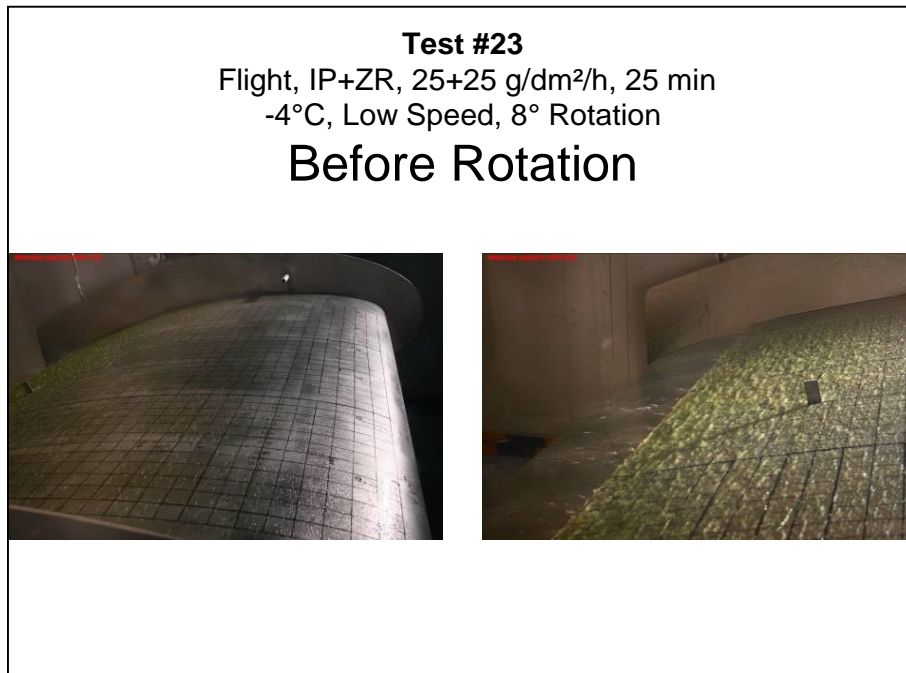 Test #23
Flight, IP+ZR, 25+25 g/dm²/h, 25 min
-4°C, Low Speed, 8° Rotation
Before Rotation